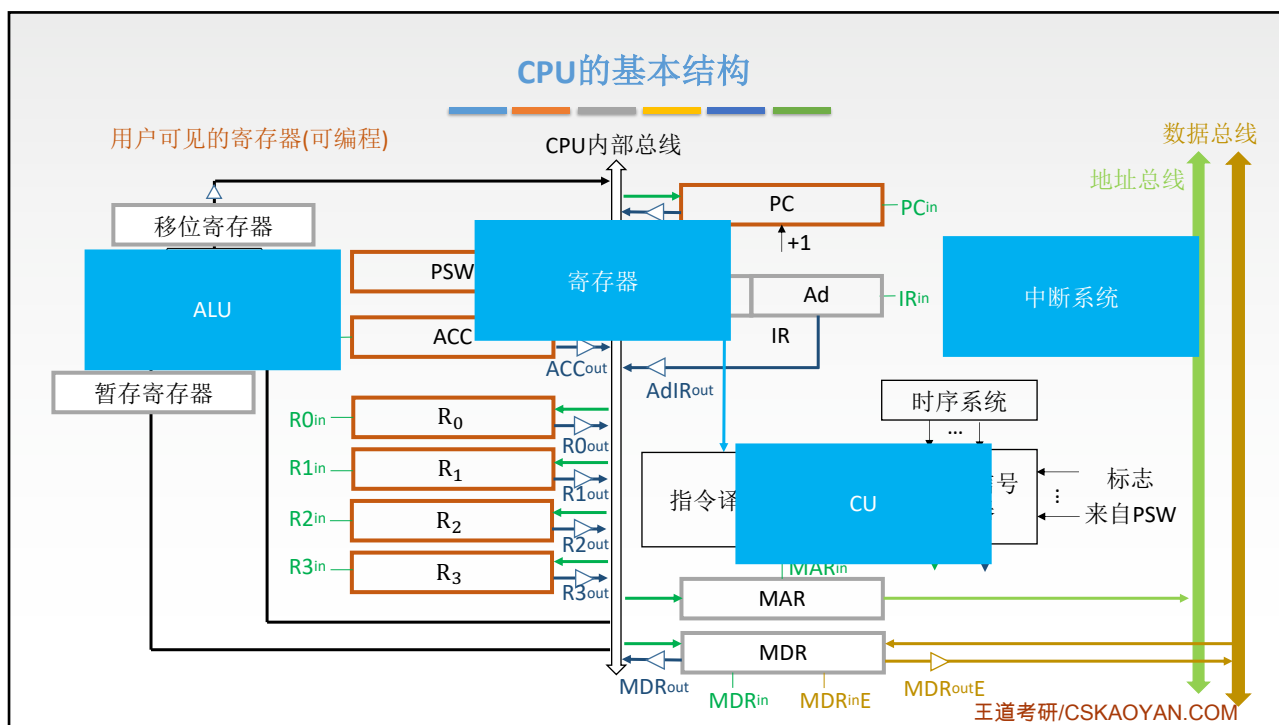 CPU的基本结构
用户可见的寄存器(可编程)
CPU内部总线
数据总线
地址总线
移位寄存器
PC
PCin
+1
PSW
寄存器
ALU
中断系统
Ad
IRin
IR
ACC
ACCout
AdIRout
暂存寄存器
时序系统
...
R0in
R0
R0out
R1in
R1
R1out
指令译
CU
号
标志
...
来自PSW
R2in
R2
R2out
R3in
R3
R3out
MARin
MAR
MDR
MDRout
MDRin
MDRinE
MDRoutE
王道考研/CSKAOYAN.COM